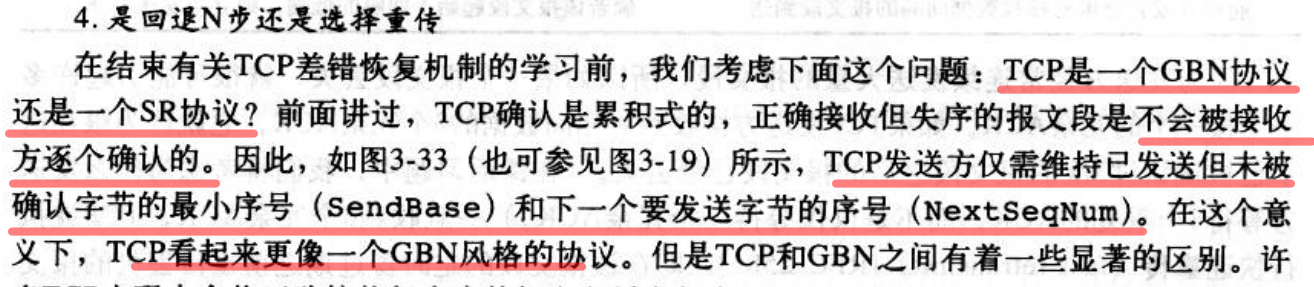 4. 是回退N步还是选择重传
在结束有关TCP差错恢复机制的学习前，我们考虑下面这个问题：TCP是一个GBN协议
还是一个SR协议？前面讲过，TCP确认是累积式的，正确接收但失序的报文段是不会被接收
方逐个确认的。因此，如图3-33（也可参见图3-19）所示，TCP发送方仅需维持已发送但未被
确认字节的最小序号（SendBase）和下一个要发送字节的序号（NextSeqNum）。在这个意
义下，TCP看起来更像一个GBN风格的协议。但是TCP和GBN之间有着一些显著的区别。许